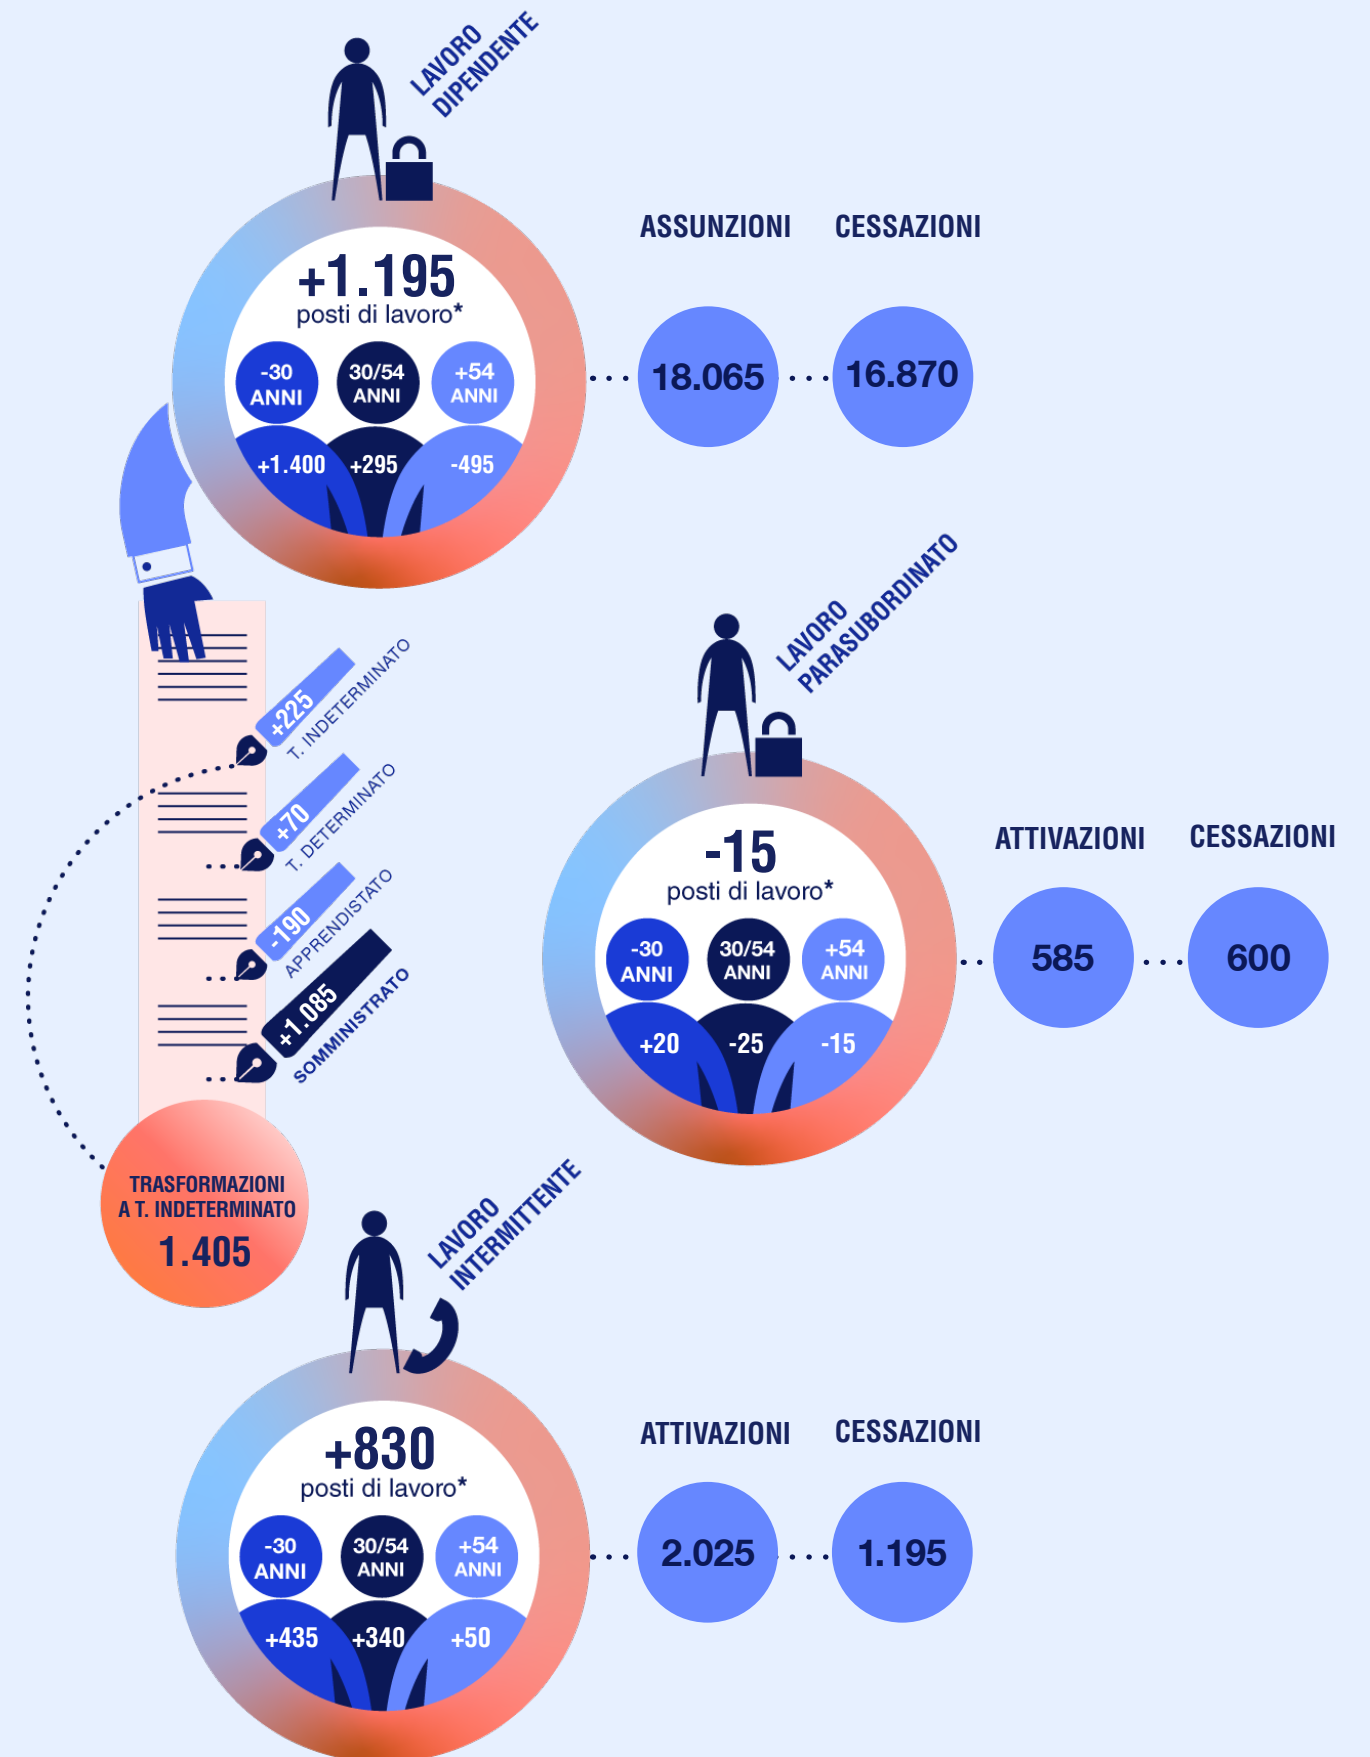 LAVORO
DIPENDENTE
ASSUNZIONI
CESSAZIONI
+1.195
posti di lavoro*
-30
ANNI
30/54
ANNI
+54
ANNI
+1.400
+295
-495
18.065
16.870
+225
T. INDETERMINATO
+70
T. DETERMINATO
-190
APPRENDISTATO
+1.085
SOMMINISTRATO
TRASFORMAZIONI
A T. INDETERMINATO
1.405
LAVORO
PARASUBORDINATO
ATTIVAZIONI
CESSAZIONI
-15
posti di lavoro*
-30
ANNI
30/54
ANNI
+54
ANNI
+20
-25
-15
585
600
LAVORO
INTERMITTENTE
ATTIVAZIONI
CESSAZIONI
+830
posti di lavoro*
-30
ANNI
30/54
ANNI
+54
ANNI
+435
+340
+50
2.025
1.195